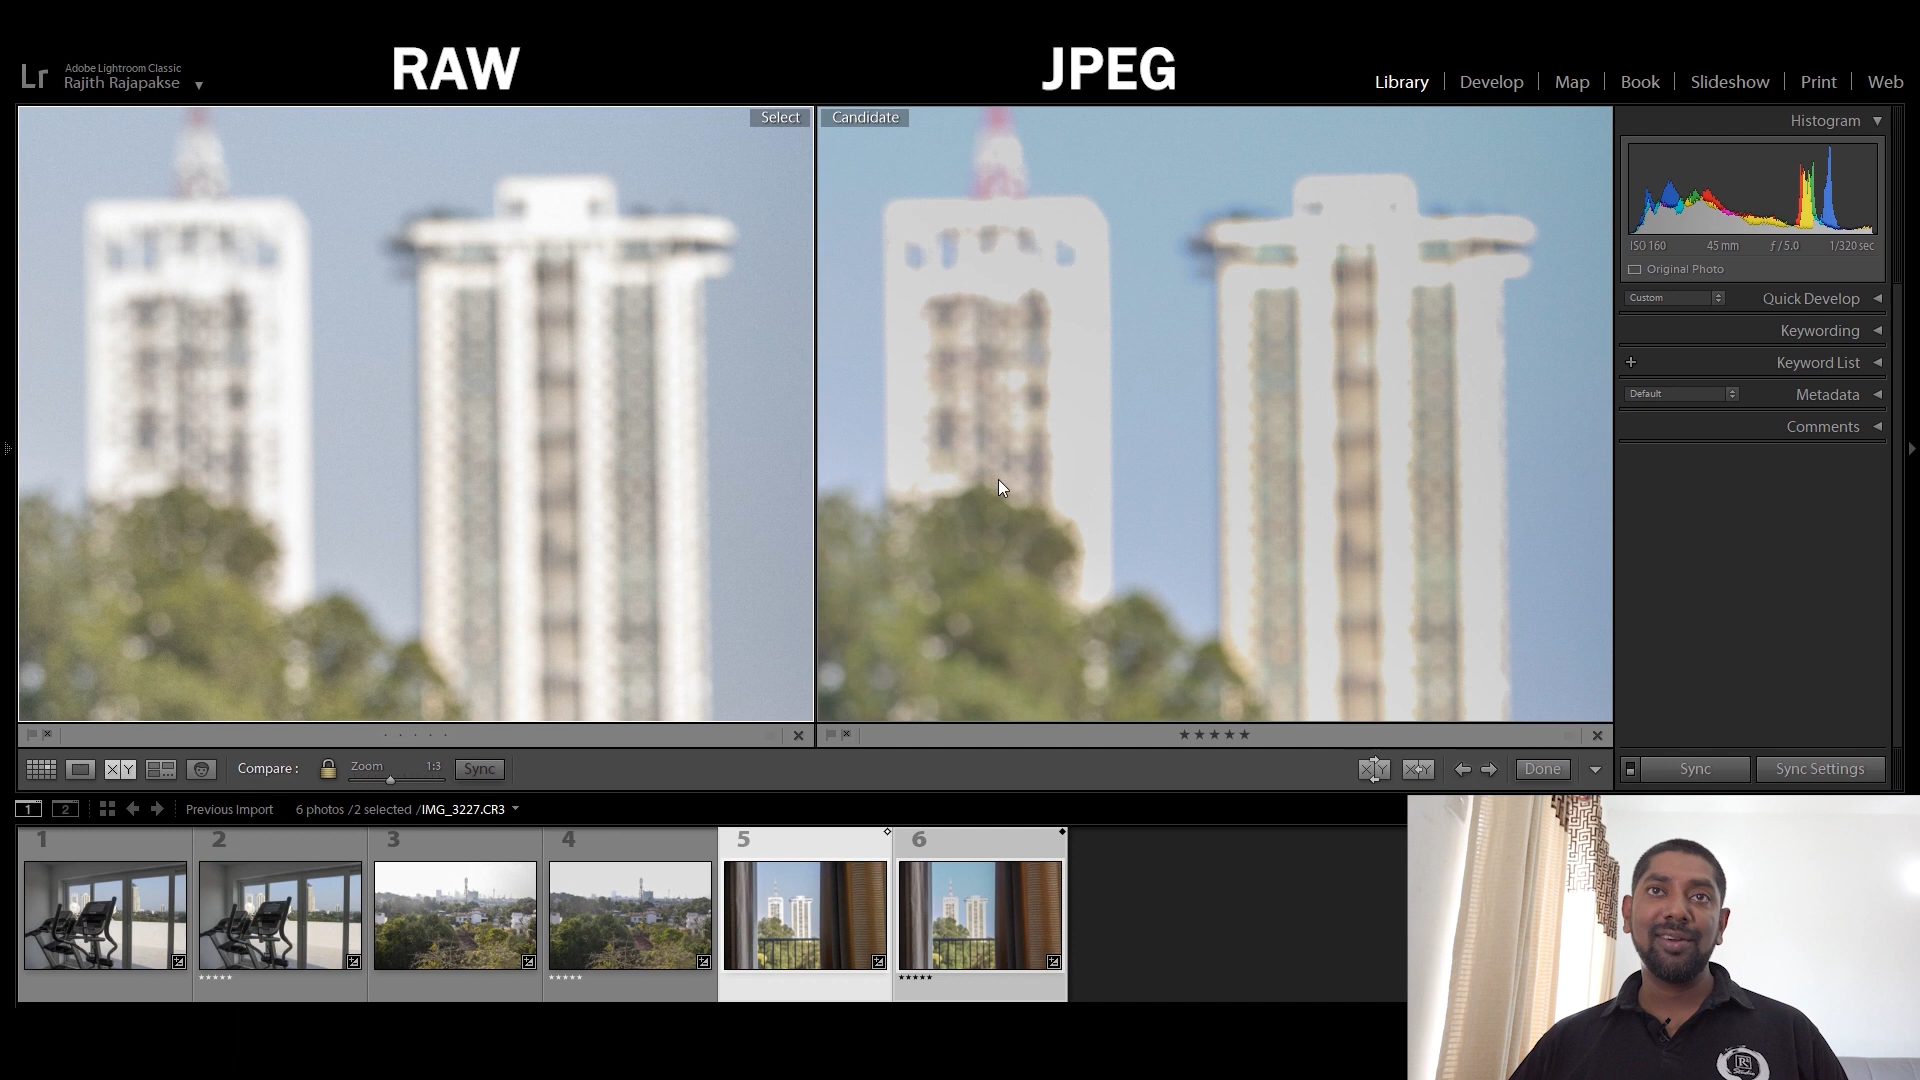 RAW
JPEG
Lr
Adobe Lightroom Classic
Rajith Rajapakse
Library
Develop
Map
Book
Slideshow
Print
Web
Select
Candidate
Histogram
ISO 160 45 mm ƒ / 5.0 1/320 sec
Original Photo
Custom
Quick Develop
Keywording
+ Keyword List
Default
Metadata
Comments
★★★★★
XY
Compare :
Zoom 1:3
Sync
Done
Sync
Sync Settings
1
2
Previous Import
6 photos / 2 selected / IMG_3227.CR3
1
2
3
4
5
6
★★★★★
★★★★★
★★★★★